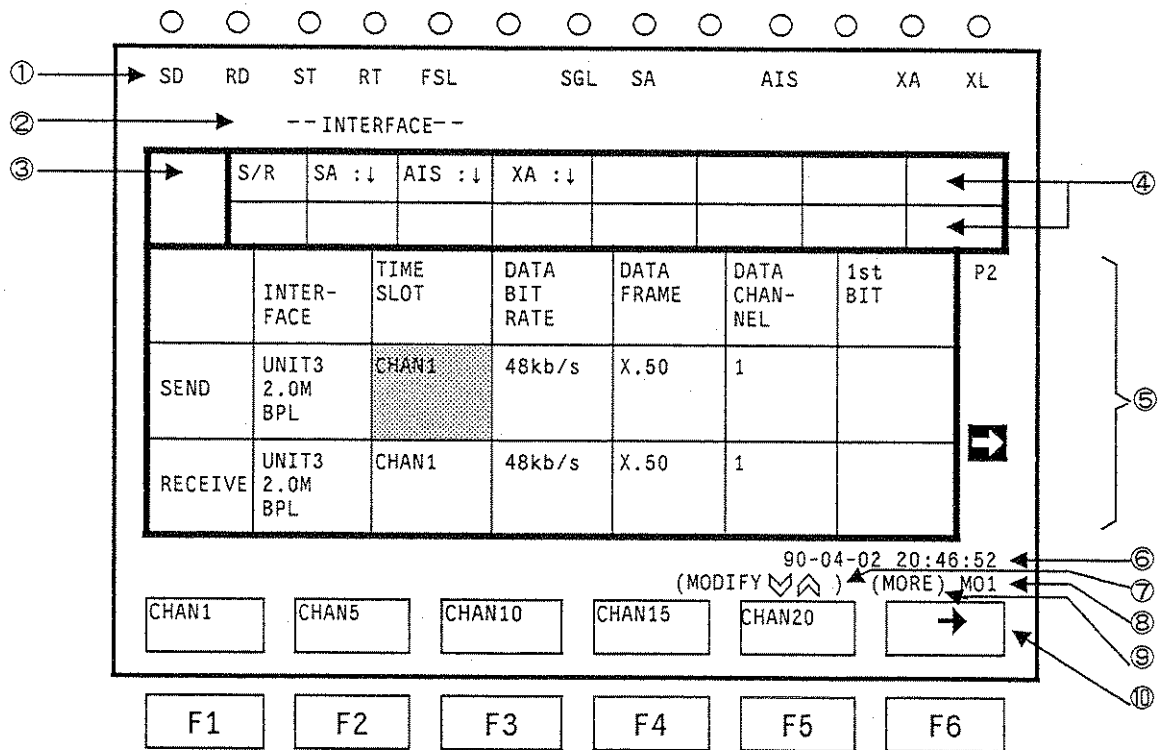 ① SD RD ST RT FSL SGL SA AIS XA XL
② --INTERFACE--
③ S/R SA :↓ AIS :↓ XA :↓ ④
INTER-
FACE
TIME
SLOT
DATA
BIT
RATE
DATA
FRAME
DATA
CHAN-
NEL
1st
BIT
P2
SEND
UNIT3
2.0M
BPL
CHAN1
48kb/s
X.50
1
⑤
RECEIVE
UNIT3
2.0M
BPL
CHAN1
48kb/s
X.50
1
90-04-02 20:46:52 ⑥
(MODIFY ) (MORE) M01 ⑦
⑧
⑨
⑩
CHAN1 CHAN5 CHAN10 CHAN15 CHAN20 →
F1 F2 F3 F4 F5 F6